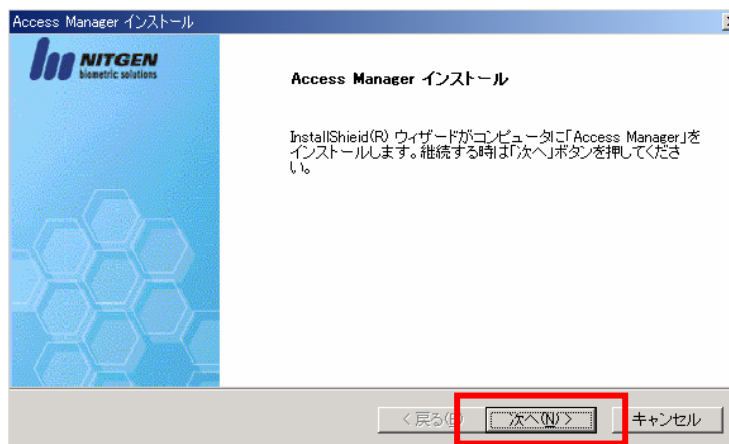 Access Manager インストール
NITGEN
biometric solutions
Access Manager インストール
InstallShieid(R) ウィザードがコンピュータに「Access Manager」を
インストールします。継続する時は「次へ」ボタンを押してくださ
い。
< 戻る(B)
次へ(N) >
キャンセル